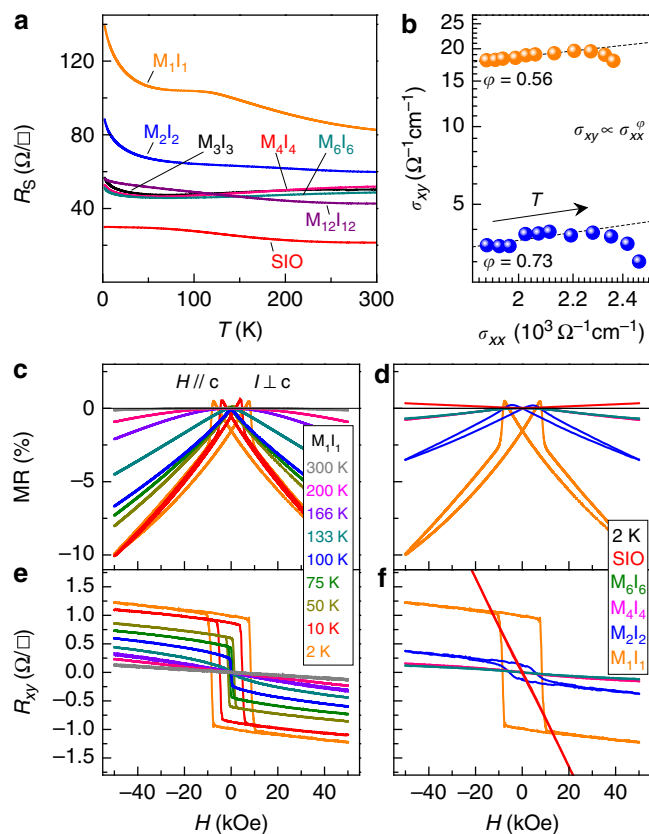 a
R_S (Ω/□)
120
80
40
0 100 200 300
T (K)
M₁I₁
M₂I₂
M₃I₃
M₄I₄
M₆I₆
M₁₂I₁₂
SIO
b
σ_xy (Ω⁻¹cm⁻¹)
25
20
15
5
4
3
φ = 0.56
σ_xy ∝ σ_xx^φ
T
φ = 0.73
2 2.2 2.4
σ_xx (10³ Ω⁻¹cm⁻¹)
c
H // c I ⊥ c
MR (%)
0
−5
−10
M₁I₁
300 K
200 K
166 K
133 K
100 K
75 K
50 K
10 K
2 K
d
2 K
SIO
M₆I₆
M₄I₄
M₂I₂
M₁I₁
e
R_xy (Ω/□)
1.5
1.0
0.5
0.0
−0.5
−1.0
−1.5
−40 −20 0 20 40
H (kOe)
f
−40 −20 0 20 40
H (kOe)